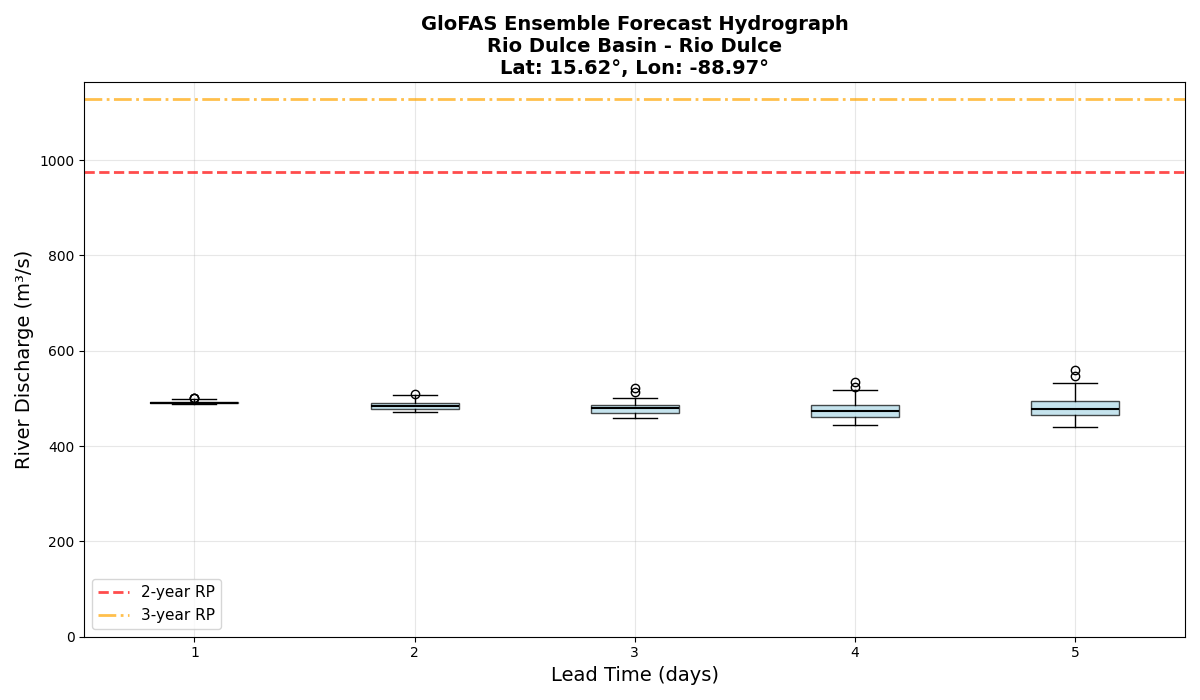 GloFAS Ensemble Forecast Hydrograph
Rio Dulce Basin - Rio Dulce
Lat: 15.62°, Lon: -88.97°
River Discharge (m³/s)
1000
800
600
400
200
0
2-year RP
3-year RP
1 2 3 4 5
Lead Time (days)